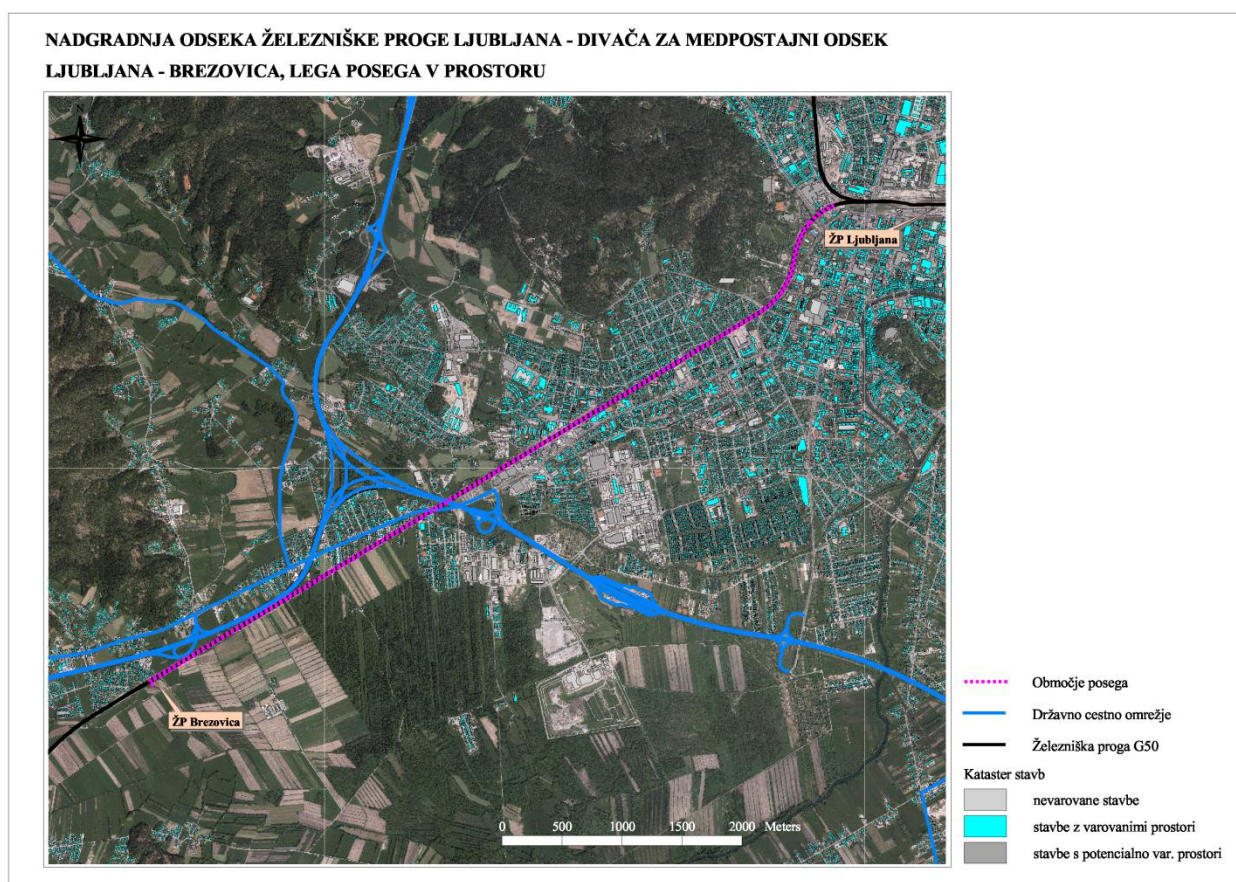 NADGRADNJA ODSEKA ŽELEZNIŠKE PROGE LJUBLJANA - DIVAČA ZA MEDPOSTAJNI ODSEK
LJUBLJANA - BREZOVICA, LEGA POSEGA V PROSTORU
N
ŽP Ljubljana
ŽP Brezovica
0 500 1000 1500 2000 Meters
Območje posega
Državno cestno omrežje
Železniška proga G50
Kataster stavb
nevarovane stavbe
stavbe z varovanimi prostori
stavbe s potencialno var. prostori